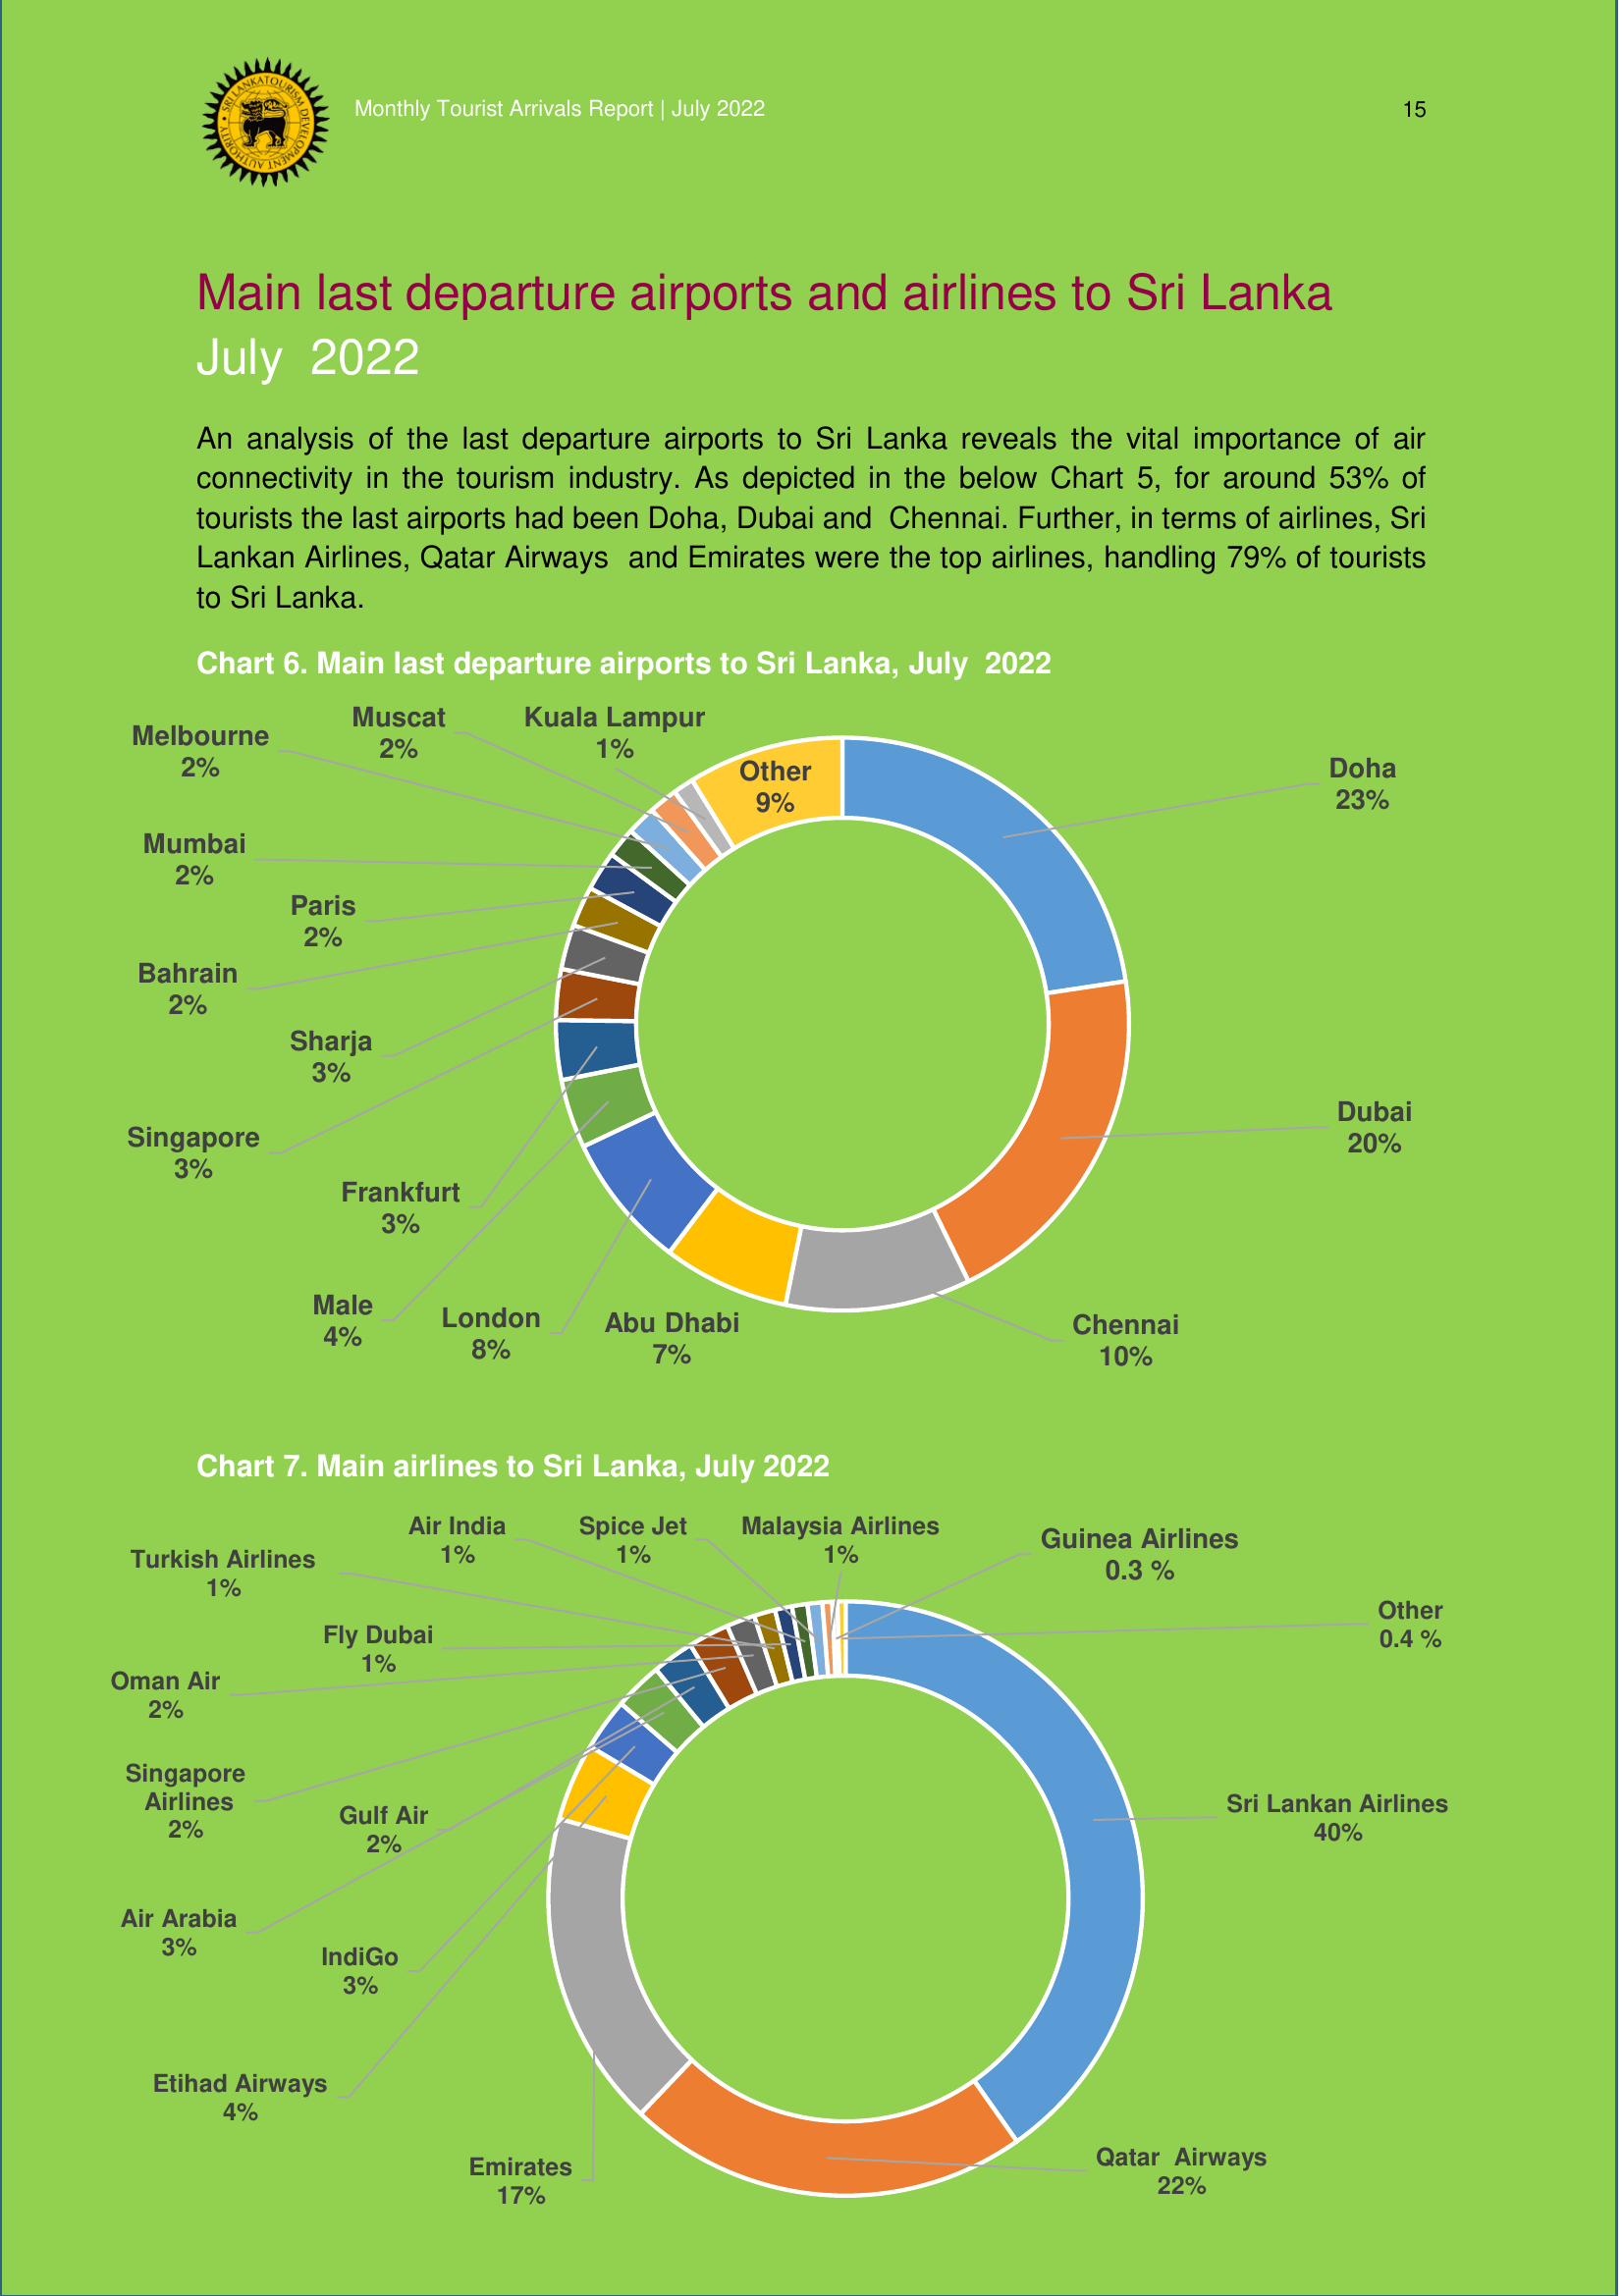 SRI LANKA TOURISM DEVELOPMENT AUTHORITY
Monthly Tourist Arrivals Report | July 2022
15
Main last departure airports and airlines to Sri Lanka
July 2022
An analysis of the last departure airports to Sri Lanka reveals the vital importance of air
connectivity in the tourism industry. As depicted in the below Chart 5, for around 53% of
tourists the last airports had been Doha, Dubai and Chennai. Further, in terms of airlines, Sri
Lankan Airlines, Qatar Airways and Emirates were the top airlines, handling 79% of tourists
to Sri Lanka.
Chart 6. Main last departure airports to Sri Lanka, July 2022
Muscat
2%
Kuala Lampur
1%
Melbourne
2%
Other
9%
Doha
23%
Mumbai
2%
Paris
2%
Bahrain
2%
Sharja
3%
Dubai
20%
Singapore
3%
Frankfurt
3%
Male
4%
London
8%
Abu Dhabi
7%
Chennai
10%
Chart 7. Main airlines to Sri Lanka, July 2022
Air India
1%
Spice Jet
1%
Malaysia Airlines
1%
Guinea Airlines
0.3 %
Turkish Airlines
1%
Other
0.4 %
Fly Dubai
1%
Oman Air
2%
Singapore
Airlines
2%
Gulf Air
2%
Sri Lankan Airlines
40%
Air Arabia
3%
IndiGo
3%
Etihad Airways
4%
Emirates
17%
Qatar Airways
22%